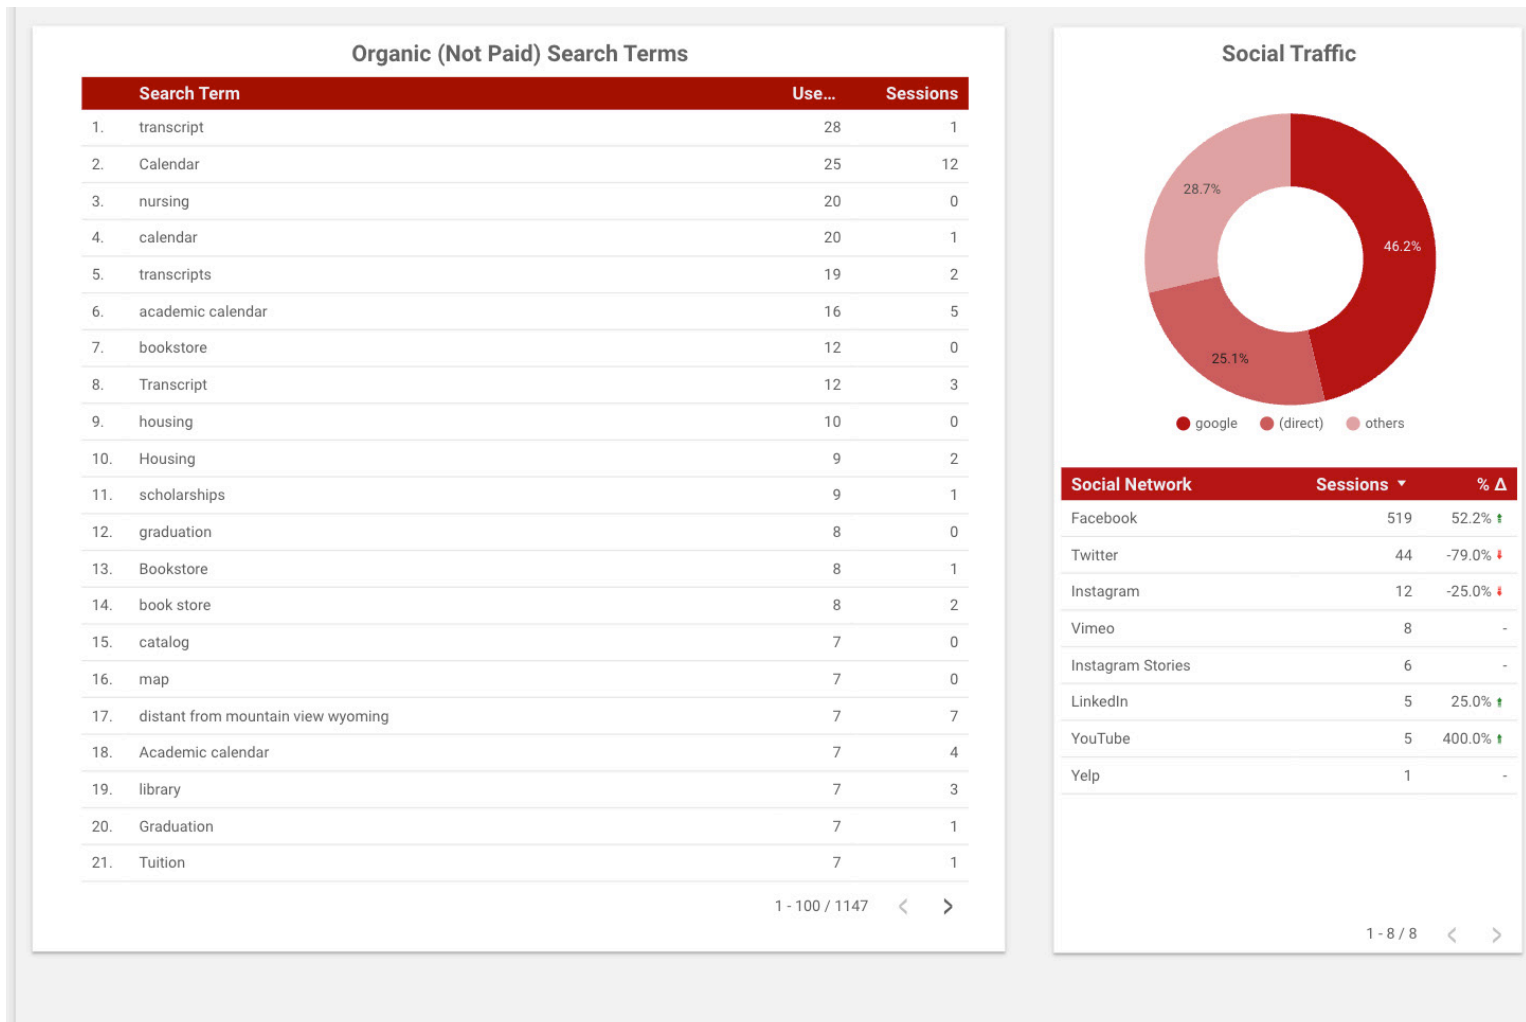 Organic (Not Paid) Search Terms
Search Term Use... Sessions
1. transcript 28 1
2. Calendar 25 12
3. nursing 20 0
4. calendar 20 1
5. transcripts 19 2
6. academic calendar 16 5
7. bookstore 12 0
8. Transcript 12 3
9. housing 10 0
10. Housing 9 2
11. scholarships 9 1
12. graduation 8 0
13. Bookstore 8 1
14. book store 8 2
15. catalog 7 0
16. map 7 0
17. distant from mountain view wyoming 7 7
18. Academic calendar 7 4
19. library 7 3
20. Graduation 7 1
21. Tuition 7 1
1 - 100 / 1147 < >
Social Traffic
28.7%
46.2%
25.1%
google (direct) others
Social Network Sessions % Δ
Facebook 519 52.2%
Twitter 44 -79.0%
Instagram 12 -25.0%
Vimeo 8 -
Instagram Stories 6 -
LinkedIn 5 25.0%
YouTube 5 400.0%
Yelp 1 -
1 - 8 / 8 < >